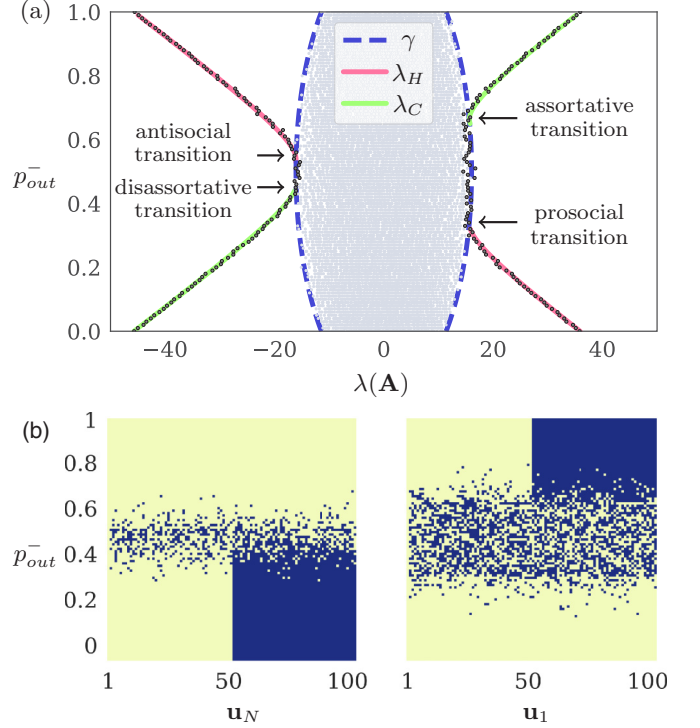 (a)
1.0
0.8
0.6
0.4
0.2
0.0
p⁻out
γ
λH
λC
antisocial
transition
disassortative
transition
assortative
transition
prosocial
transition
−40
−20
0
20
40
λ(A)
(b)
1
0.8
0.6
0.4
0.2
0
p⁻out
1
50
100
uN
1
50
100
u1